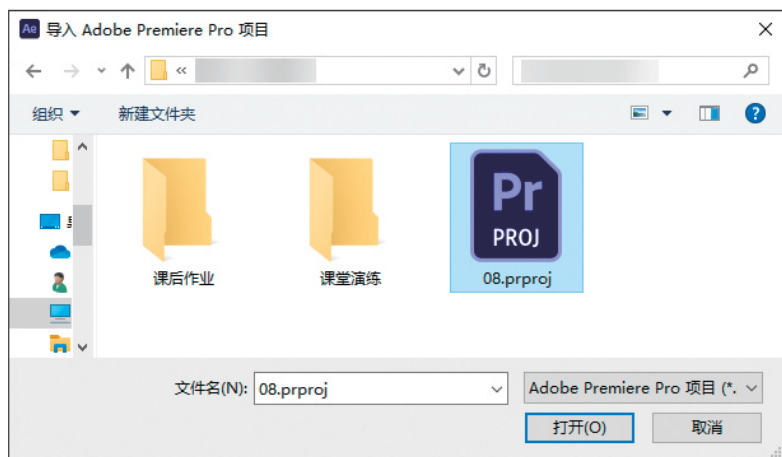 Ae 导入 Adobe Premiere Pro 项目
«
组织 新建文件夹
Pr
PROJ
课后作业 课堂演练 08.prproj
文件名(N): 08.prproj Adobe Premiere Pro 项目 (*.
打开(O) 取消